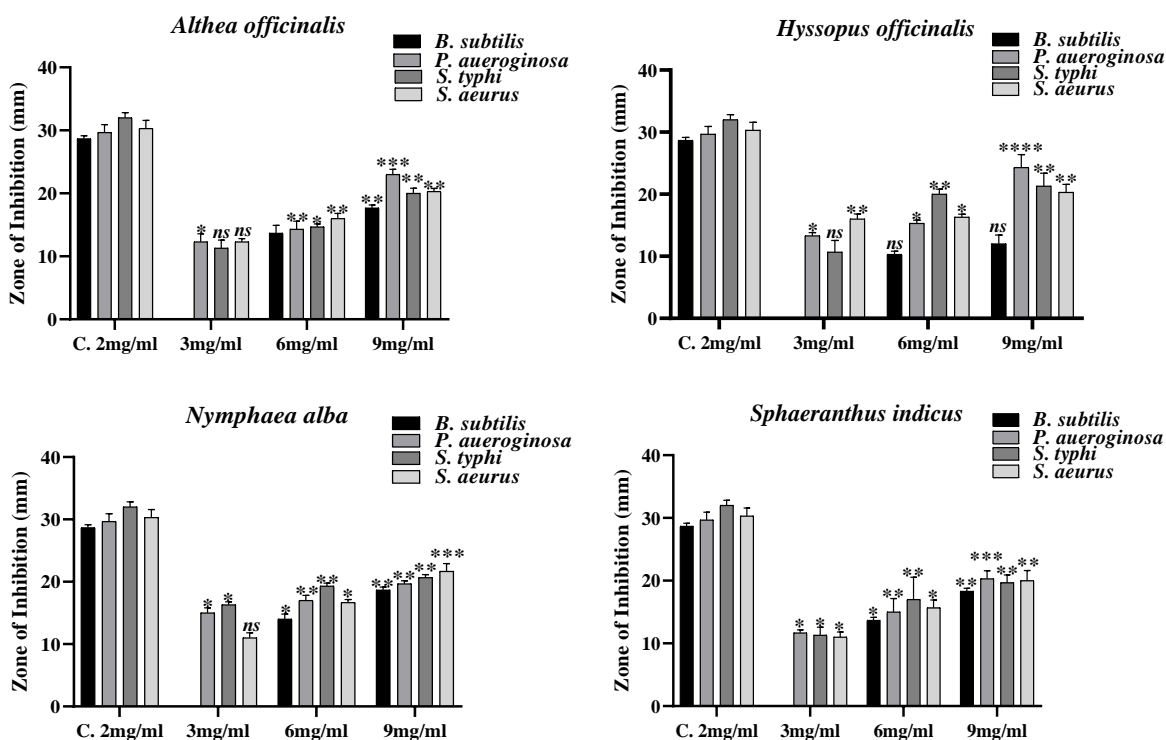 Althea officinalis
B. subtilis
P. aueroginosa
S. typhi
S. aeurus
Zone of Inhibition (mm)
40
30
20
10
0
* ns ns
** * **
** *** ** **
C. 2mg/ml 3mg/ml 6mg/ml 9mg/ml
Hyssopus officinalis
B. subtilis
P. aueroginosa
S. typhi
S. aeurus
Zone of Inhibition (mm)
40
30
20
10
0
* ns **
ns * ** *
ns **** ** **
C. 2mg/ml 3mg/ml 6mg/ml 9mg/ml
Nymphaea alba
B. subtilis
P. aueroginosa
S. typhi
S. aeurus
Zone of Inhibition (mm)
40
30
20
10
0
* * ns
* ** ** *
** ** ** ***
C. 2mg/ml 3mg/ml 6mg/ml 9mg/ml
Sphaeranthus indicus
B. subtilis
P. aueroginosa
S. typhi
S. aeurus
Zone of Inhibition (mm)
40
30
20
10
0
* * *
* ** ** *
** *** ** **
C. 2mg/ml 3mg/ml 6mg/ml 9mg/ml